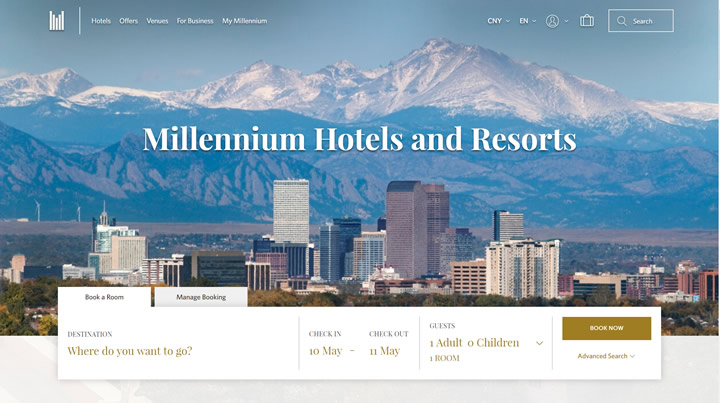 Hotels Offers Venues For Business My Millennium CNY EN Search
Millennium Hotels and Resorts
Book a Room Manage Booking
DESTINATION
Where do you want to go?
CHECK IN CHECK OUT
10 May - 11 May
GUESTS
1 Adult 0 Children
1 ROOM
BOOK NOW
Advanced Search